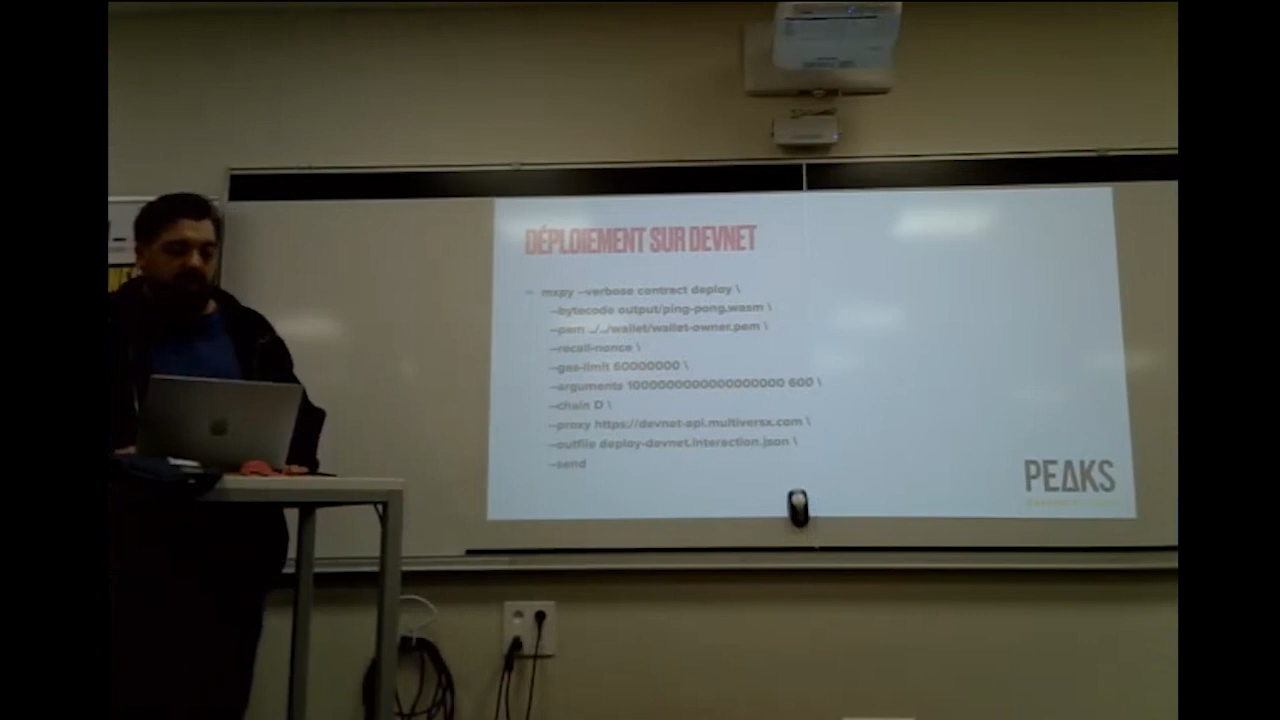 DÉPLOIEMENT SUR DEVNET
– mxpy --verbose contract deploy \
--bytecode output/ping-pong.wasm \
--pem ../../wallet/wallet-owner.pem \
--recall-nonce \
--gas-limit 60000000 \
--arguments 1000000000000000000 600 \
--chain D \
--proxy https://devnet-api.multiversx.com \
--outfile deploy-devnet.interaction.json \
--send
PEAKS